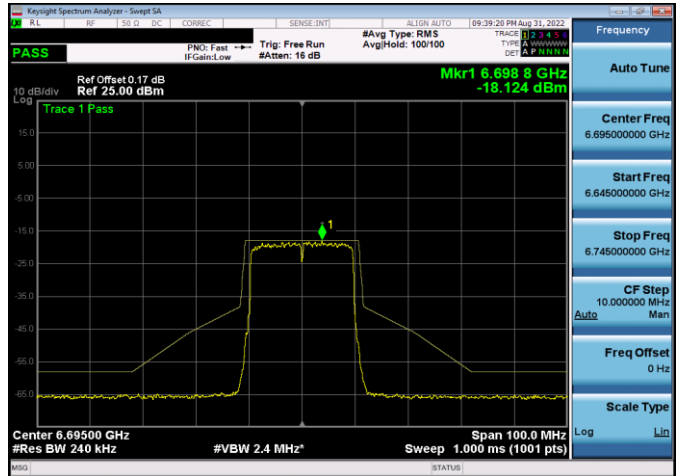 Keysight Spectrum Analyzer - Swept SA
RL RF 50 Ω DC CORREC SENSE:INT ALIGN AUTO 09:39:20 PM Aug 31, 2022
PASS
PNO: Fast
IFGain:Low
Trig: Free Run
#Atten: 16 dB
#Avg Type: RMS
Avg|Hold: 100/100
TRACE 1 2 3 4 5 6
TYPE A WWWWW
DET A P N N N N
Frequency
Ref Offset 0.17 dB
10 dB/div Ref 25.00 dBm
Log
Mkr1 6.698 8 GHz
-18.124 dBm
Trace 1 Pass
15.0
5.00
-5.00
-15.0
-25.0
-35.0
-45.0
-55.0
-65.0
1
Center 6.69500 GHz
#Res BW 240 kHz
#VBW 2.4 MHz*
Span 100.0 MHz
Sweep 1.000 ms (1001 pts)
Auto Tune
Center Freq
6.695000000 GHz
Start Freq
6.645000000 GHz
Stop Freq
6.745000000 GHz
CF Step
10.000000 MHz
Auto Man
Freq Offset
0 Hz
Scale Type
Log Lin
MSG STATUS